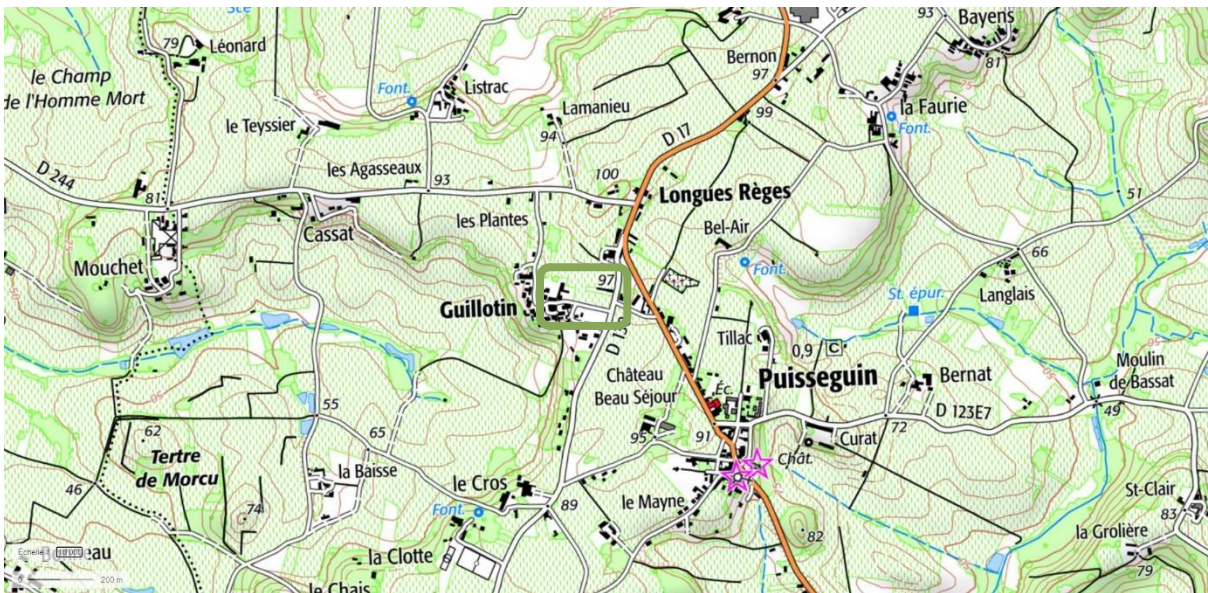 Sce
79
Léonard
93
Bayens
81
le Champ
de l'Homme Mort
Bernon
97
Font.
Listrac
Lamanieu
99
la Faurie
Font.
le Teyssier
94
D 17
D 244
les Agasseaux
93
100
51
81
les Plantes
Longues Règes
Cassat
Bel-Air
66
Mouchet
Font.
97
Langlais
Guillotin
St. épur.
Tillac
0,9
C
Moulin
de Bassat
Château
Beau Séjour
Éc.
Puisseguin
Bernat
D 123E7
49
55
62
65
95
91
Curat
72
Tertre
de Morcu
Chât.
46
la Baisse
le Cros
89
le Mayne
St-Clair
74
Font.
83
82
la Grolière
la Clotte
79
Echelle
0
200 m
le Chais